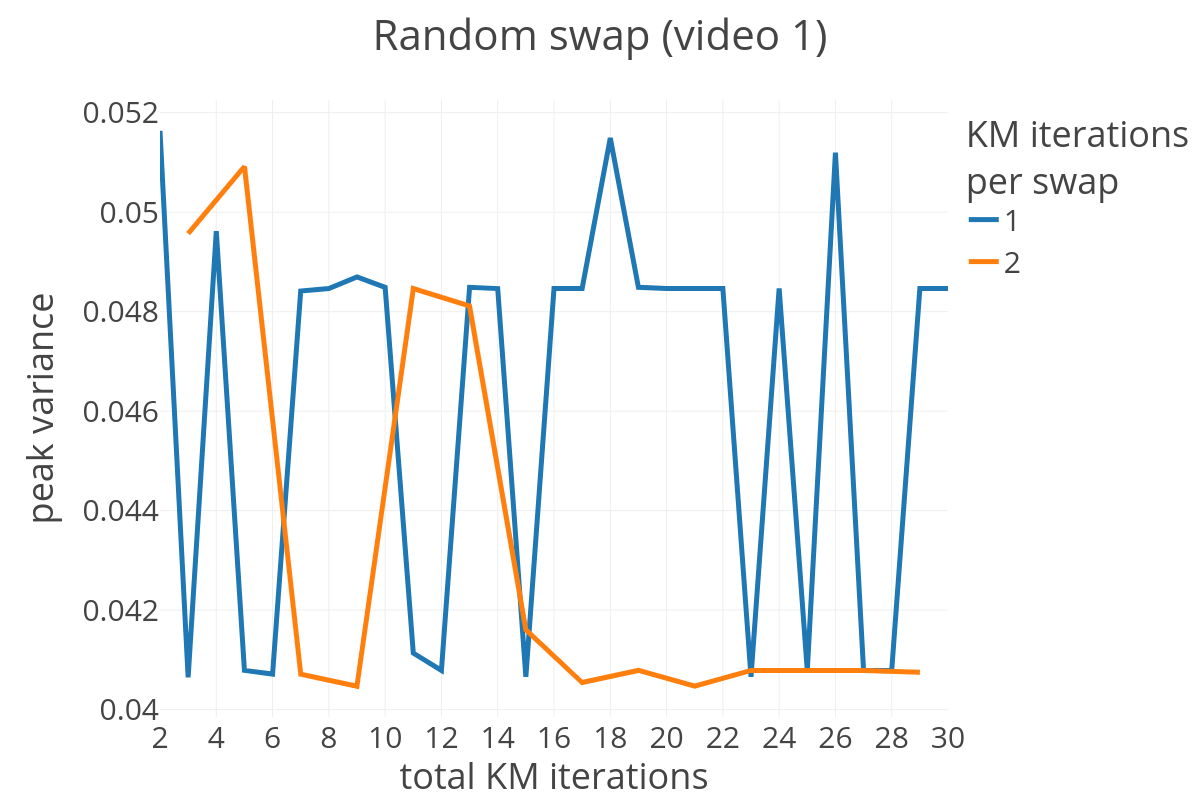 Random swap (video 1)
KM iterations
per swap
1
2
peak variance
0.052
0.05
0.048
0.046
0.044
0.042
0.04
2 4 6 8 10 12 14 16 18 20 22 24 26 28 30
total KM iterations